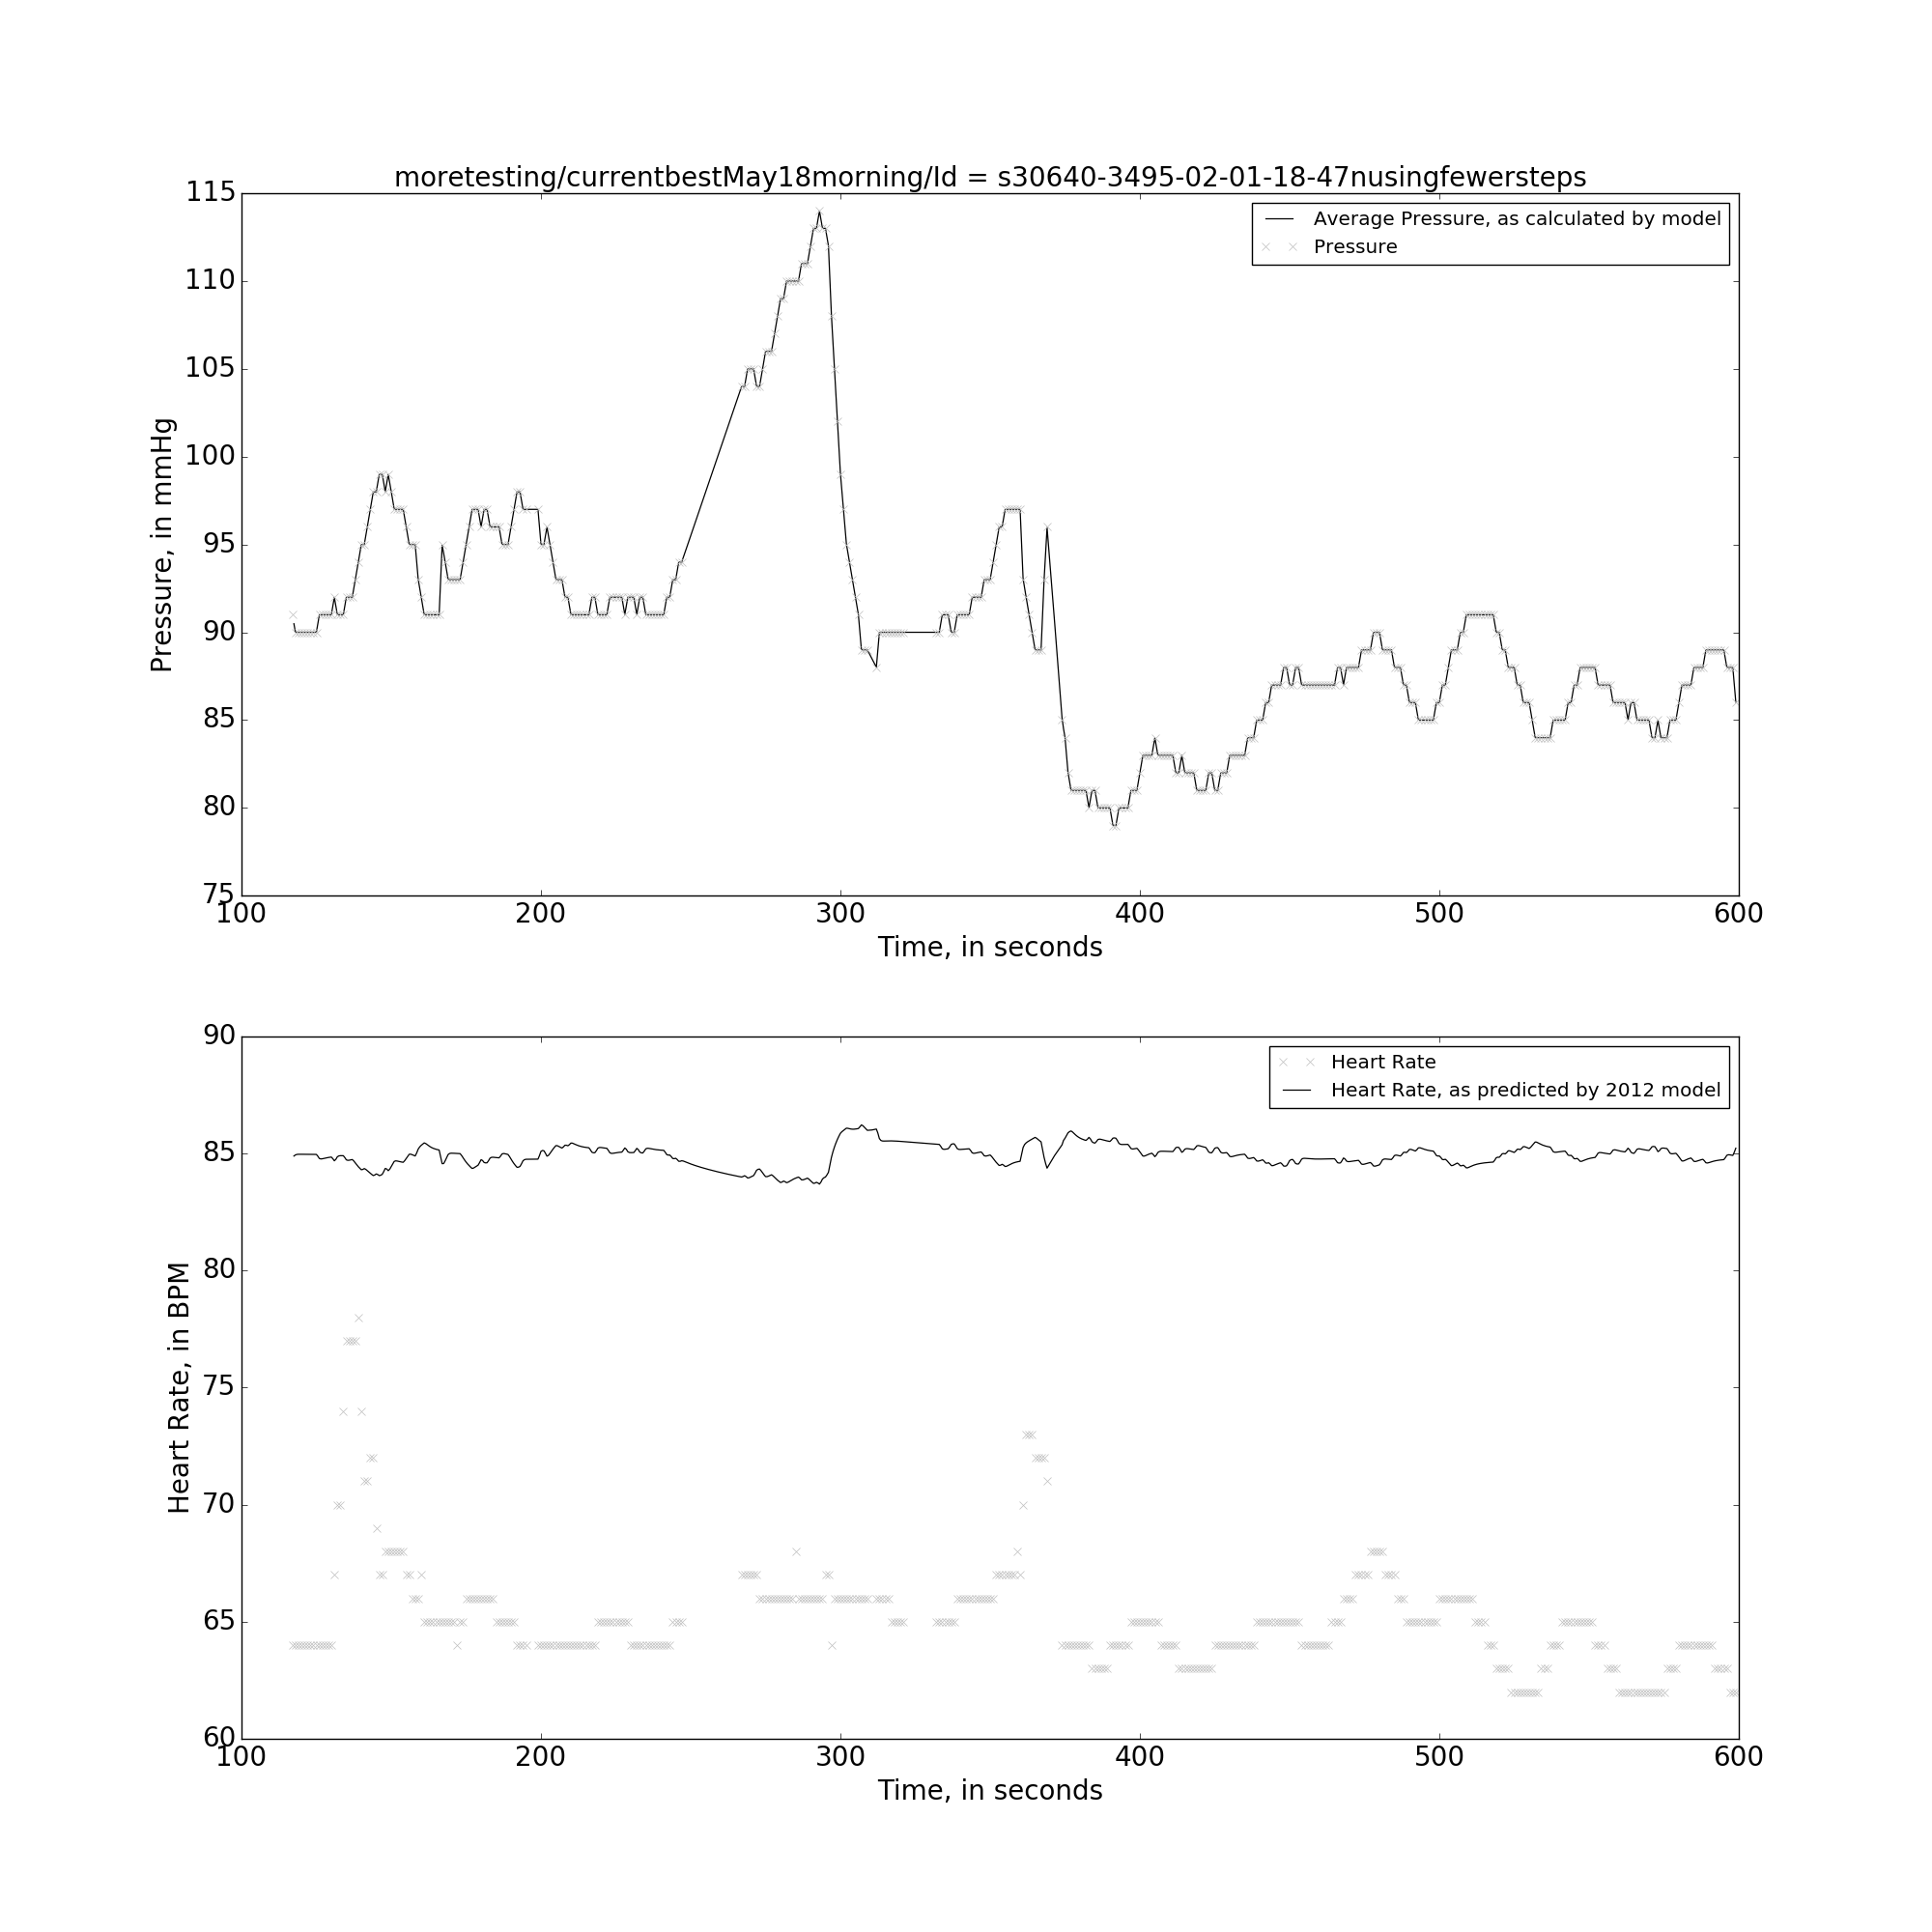 moretesting/currentbestMay18morning/Id = s30640-3495-02-01-18-47nusingfewersteps
115
110
105
100
95
90
85
80
75
Pressure, in mmHg
Average Pressure, as calculated by model
Pressure
100 200 300 400 500 600
Time, in seconds
90
85
80
75
70
65
60
Heart Rate, in BPM
Heart Rate
Heart Rate, as predicted by 2012 model
100 200 300 400 500 600
Time, in seconds